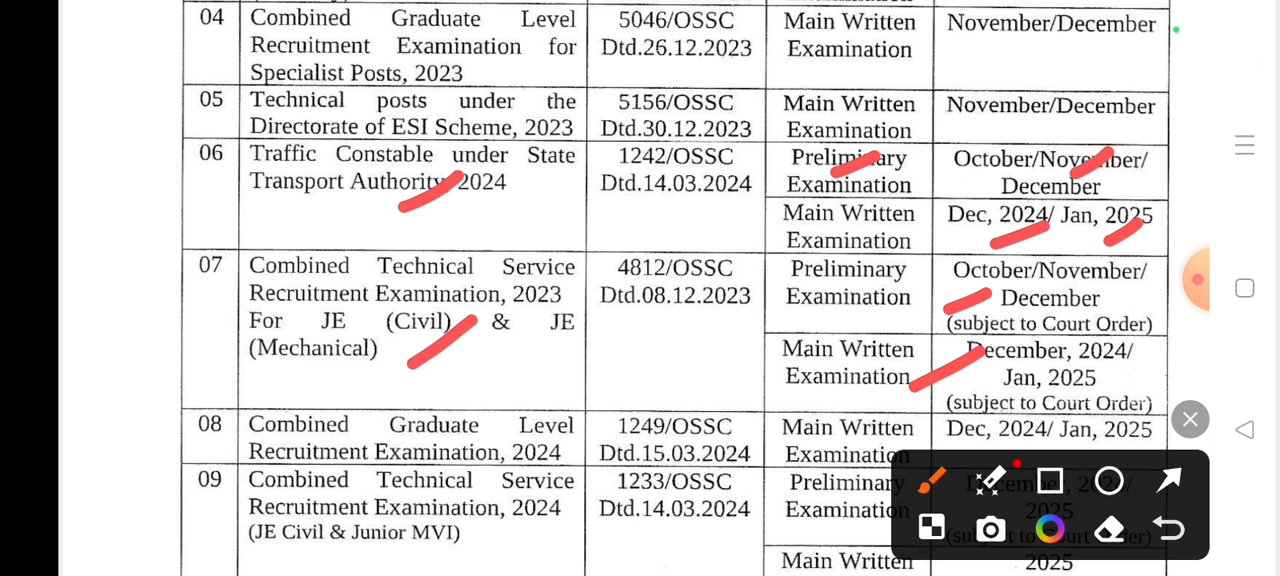 04 Combined Graduate Level 5046/OSSC Main Written November/December
Recruitment Examination for Dtd.26.12.2023 Examination
Specialist Posts, 2023
05 Technical posts under the 5156/OSSC Main Written November/December
Directorate of ESI Scheme, 2023 Dtd.30.12.2023 Examination
06 Traffic Constable under State 1242/OSSC Preliminary October/November/
Transport Authority, 2024 Dtd.14.03.2024 Examination December
Main Written Dec, 2024/ Jan, 2025
Examination
07 Combined Technical Service 4812/OSSC Preliminary October/November/
Recruitment Examination, 2023 Dtd.08.12.2023 Examination December
For JE (Civil) & JE (subject to Court Order)
(Mechanical) Main Written December, 2024/
Examination Jan, 2025
(subject to Court Order)
08 Combined Graduate Level 1249/OSSC Main Written Dec, 2024/ Jan, 2025
Recruitment Examination, 2024 Dtd.15.03.2024 Examination
09 Combined Technical Service 1233/OSSC Preliminary December, 2024/
Recruitment Examination, 2024 Dtd.14.03.2024 Examination 2025
(JE Civil & Junior MVI) (subject to Court Order)
Main Written 2025